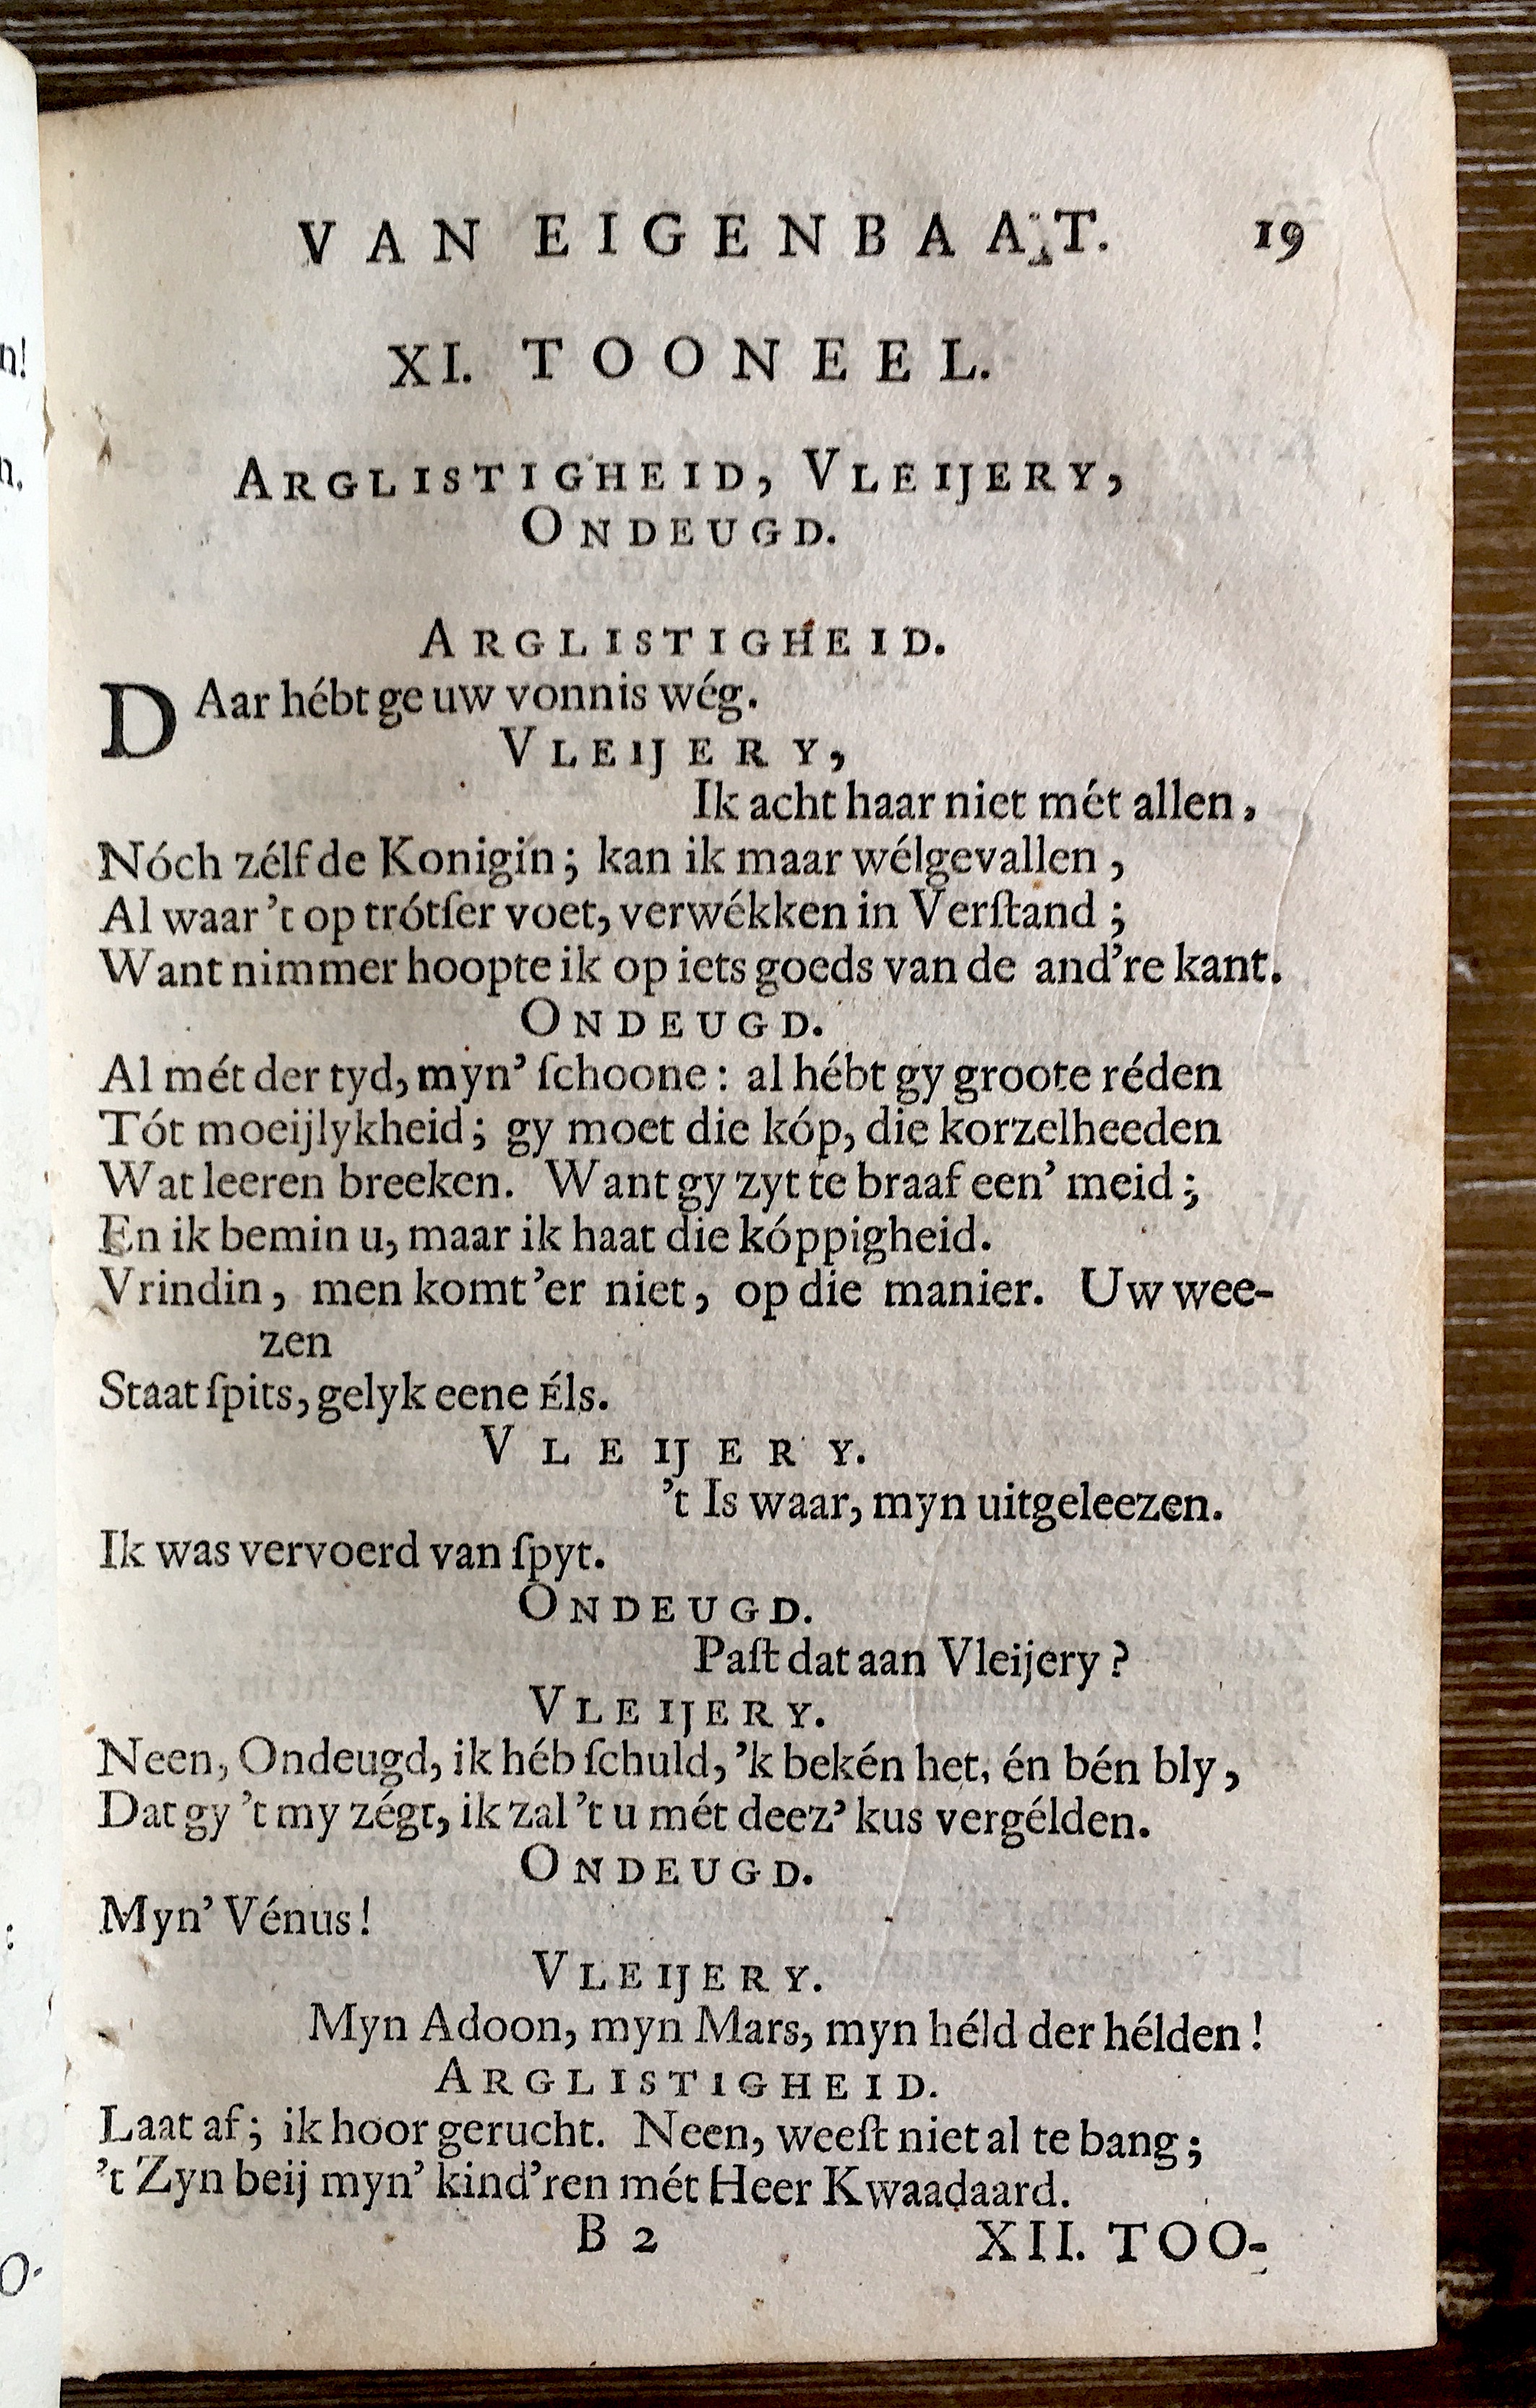 VAN EIGENBAAT. 19
XI. TOONEEL.
ARGLISTIGHEID, VLEIJERY,
ONDEUGD.
ARGLISTIGHEID.
DAar hébt ge uw vonnis wég.
VLEIJERY,
Ik acht haar niet mét allen,
Nóch zélf de Konigin; kan ik maar wélgevallen,
Al waar 't op trótſer voet, verwékken in Verſtand;
Want nimmer hoopte ik op iets goeds van de and're kant.
ONDEUGD.
Al mét der tyd, myn' ſchoone: al hébt gy groote réden
Tót moeijlykheid; gy moet die kóp, die korzelheeden
Wat leeren breeken. Want gy zyt te braaf een' meid;
En ik bemin u, maar ik haat die kóppigheid.
Vrindin, men komt'er niet, op die manier. Uw wee-
zen
Staat ſpits, gelyk eene Éls.
VLEIJERY.
't Is waar, myn uitgeleezen.
Ik was vervoerd van ſpyt.
ONDEUGD.
Paſt dat aan Vleijery?
VLEIJERY.
Neen, Ondeugd, ik héb ſchuld, 'k bekén het, én bén bly,
Dat gy 't my zégt, ik zal 't u mét deez' kus vergélden.
ONDEUGD.
Myn' Vénus!
VLEIJERY.
Myn Adoon, myn Mars, myn héld der hélden!
ARGLISTIGHEID.
Laat af; ik hoor gerucht. Neen, weeſt niet al te bang;
't Zyn beij myn' kind'ren mét Heer Kwaadaard.
B 2 XII. TOO-